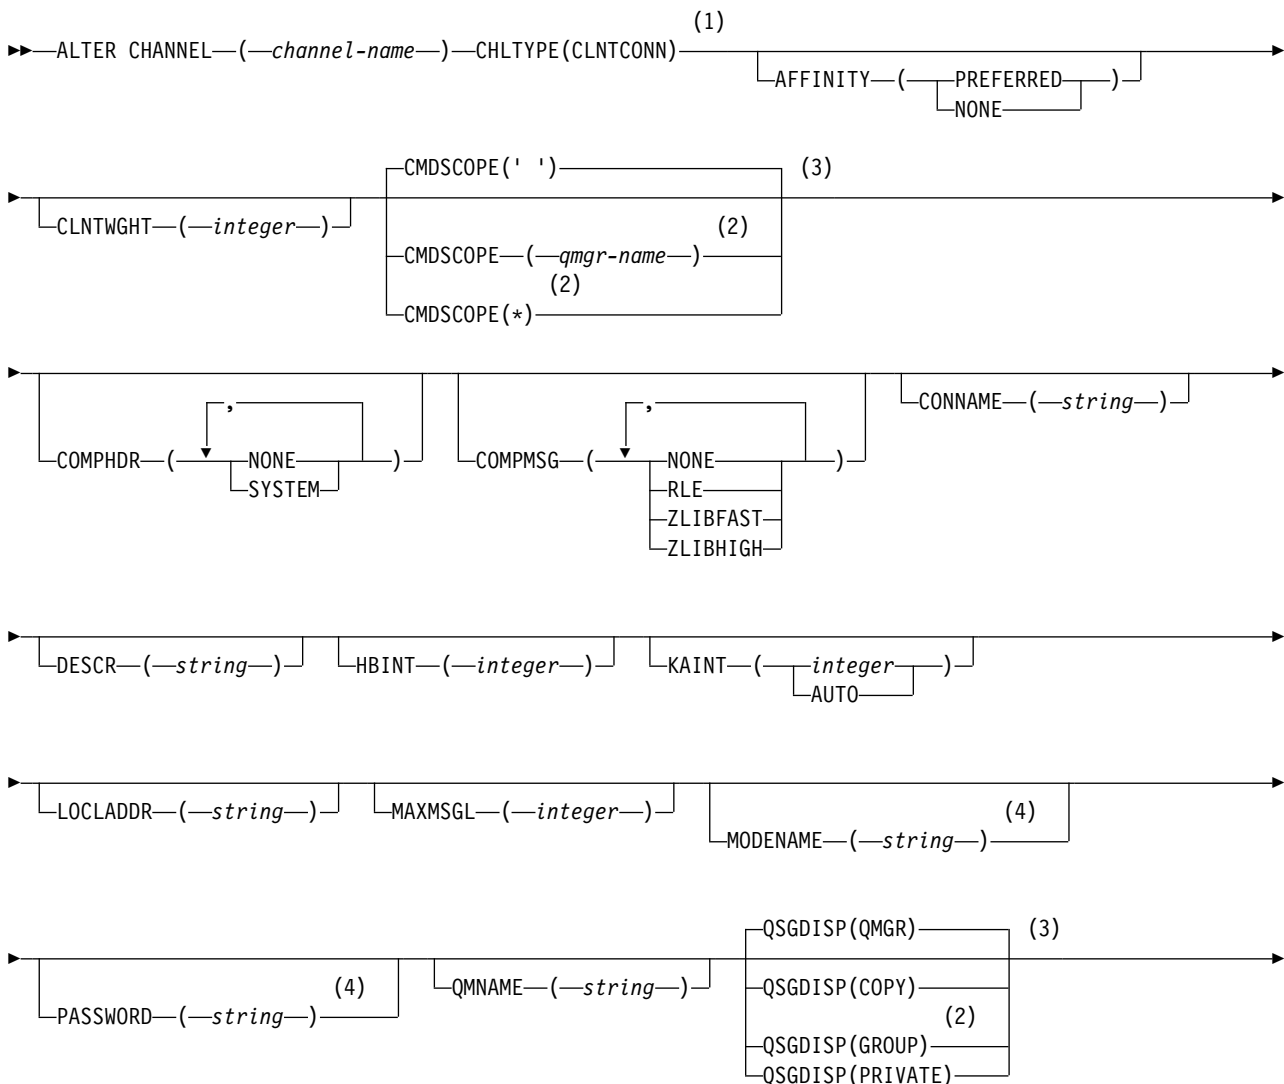 (1)
ALTER CHANNEL ( channel-name ) CHLTYPE(CLNTCONN)
AFFINITY ( PREFERRED )
NONE
CMDSCOPE(' ') (3)
CLNTWGHT ( integer )
(2)
CMDSCOPE ( qmgr-name )
(2)
CMDSCOPE(*)
COMPHDR ( , NONE )
SYSTEM
COMPMSG ( , NONE )
RLE
ZLIBFAST
ZLIBHIGH
CONNAME ( string )
DESCR ( string )
HBINT ( integer )
KAINT ( integer )
AUTO
LOCLADDR ( string )
MAXMSGL ( integer )
(4)
MODENAME ( string )
(4)
PASSWORD ( string )
QMNAME ( string )
QSGDISP(QMGR) (3)
QSGDISP(COPY)
(2)
QSGDISP(GROUP)
QSGDISP(PRIVATE)